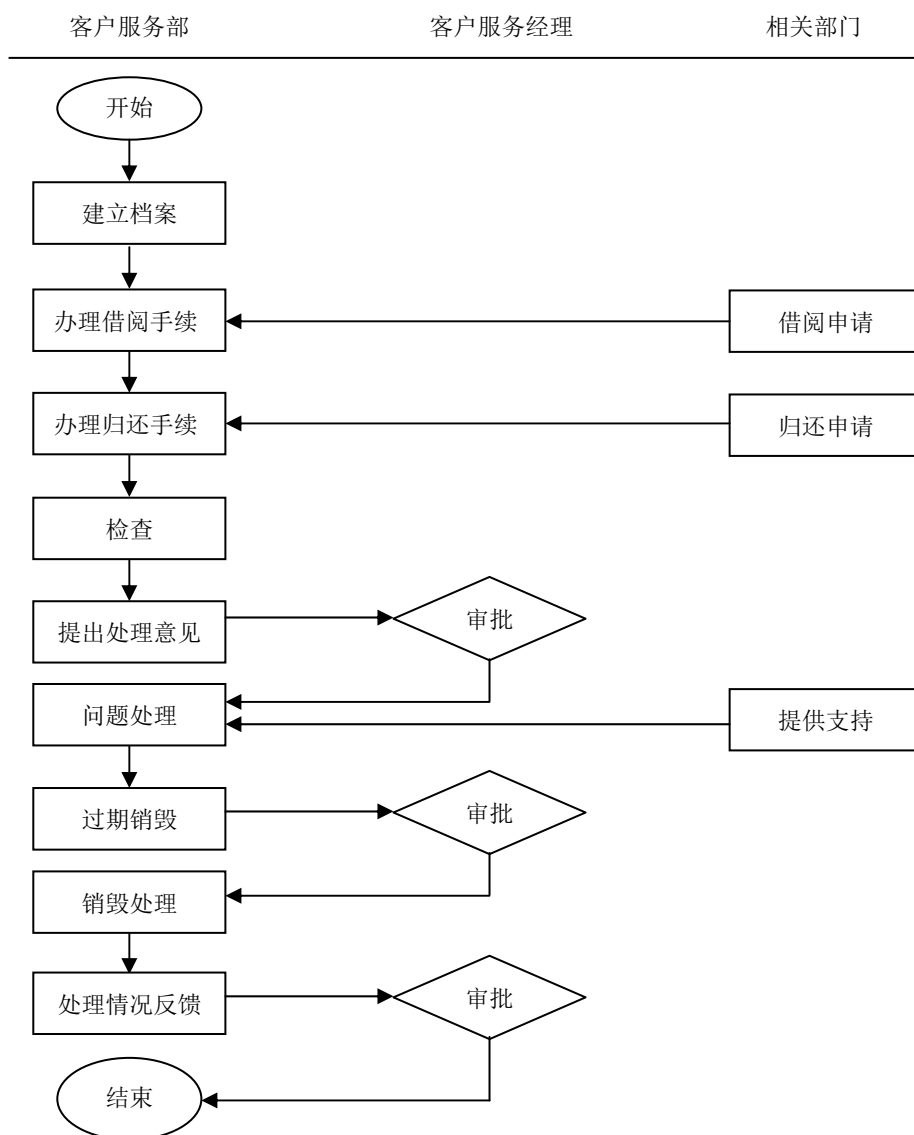 客户服务部 客户服务经理 相关部门
开始
建立档案
办理借阅手续 借阅申请
办理归还手续 归还申请
检查
提出处理意见 审批
问题处理 提供支持
过期销毁 审批
销毁处理
处理情况反馈 审批
结束